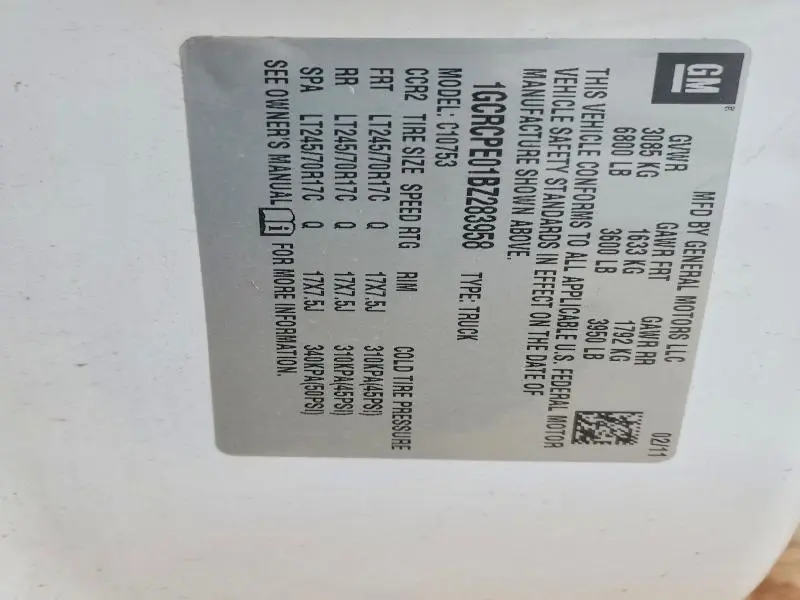 GM
MFD BY GENERAL MOTORS LLC 02/11
GVWR GAWR FRT GAWR RR
3085 KG 1633 KG 1792 KG
6800 LB 3600 LB 3950 LB
THIS VEHICLE CONFORMS TO ALL APPLICABLE U.S. FEDERAL MOTOR
VEHICLE SAFETY STANDARDS IN EFFECT ON THE DATE OF
MANUFACTURE SHOWN ABOVE.
1GCRCPE01BZ283958 TYPE: TRUCK
MODEL: C10753
CCR2 TIRE SIZE SPEED RTG RIM COLD TIRE PRESSURE
FRT LT245/70R17C Q 17X7.5J 310KPA(45PSI)
RR LT245/70R17C Q 17X7.5J 310KPA(45PSI)
SPA LT245/70R17C Q 17X7.5J 340KPA(50PSI)
SEE OWNER'S MANUAL FOR MORE INFORMATION.